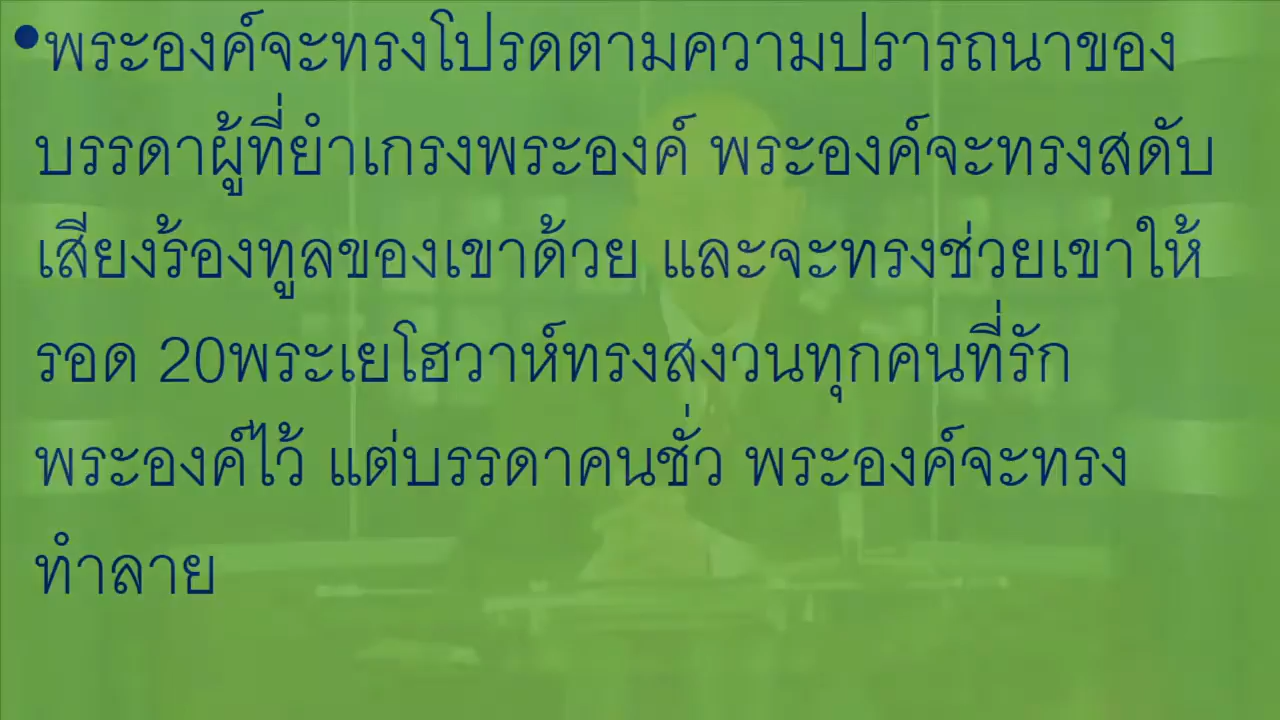 •พระองค์จะทรงโปรดตามความปรารถนาของ
บรรดาผู้ที่ยำเกรงพระองค์ พระองค์จะทรงสดับ
เสียงร้องทูลของเขาด้วย และจะทรงช่วยเขาให้
รอด 20พระเยโฮวาห์ทรงสงวนทุกคนที่รัก
พระองค์ไว้ แต่บรรดาคนชั่ว พระองค์จะทรง
ทำลาย